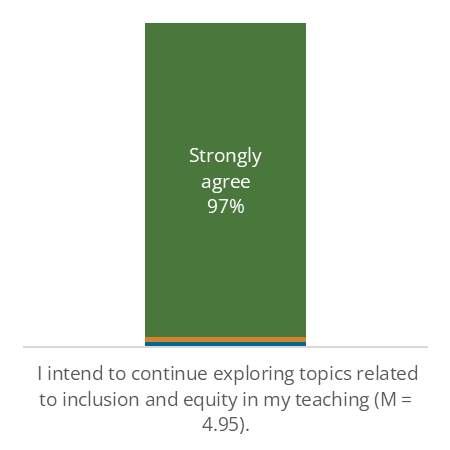 Strongly
agree
97%
I intend to continue exploring topics related
to inclusion and equity in my teaching (M =
4.95).